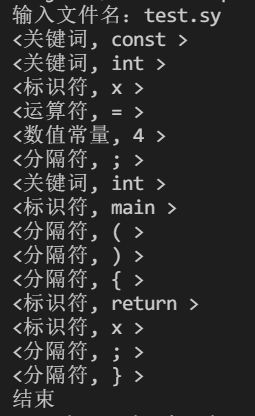 输入文件名：test.sy
<关键词, const >
<关键词, int >
<标识符, x >
<运算符, = >
<数值常量, 4 >
<分隔符, ; >
<关键词, int >
<标识符, main >
<分隔符, ( >
<分隔符, ) >
<分隔符, { >
<标识符, return >
<标识符, x >
<分隔符, ; >
<分隔符, } >
结束